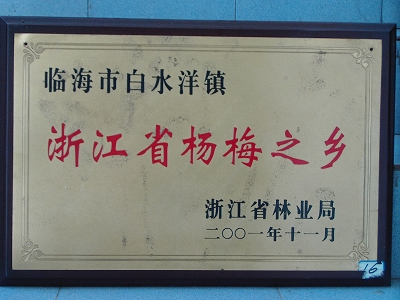 临海市白水洋镇
浙江省杨梅之乡
浙江省林业局
二〇〇一年十一月
16